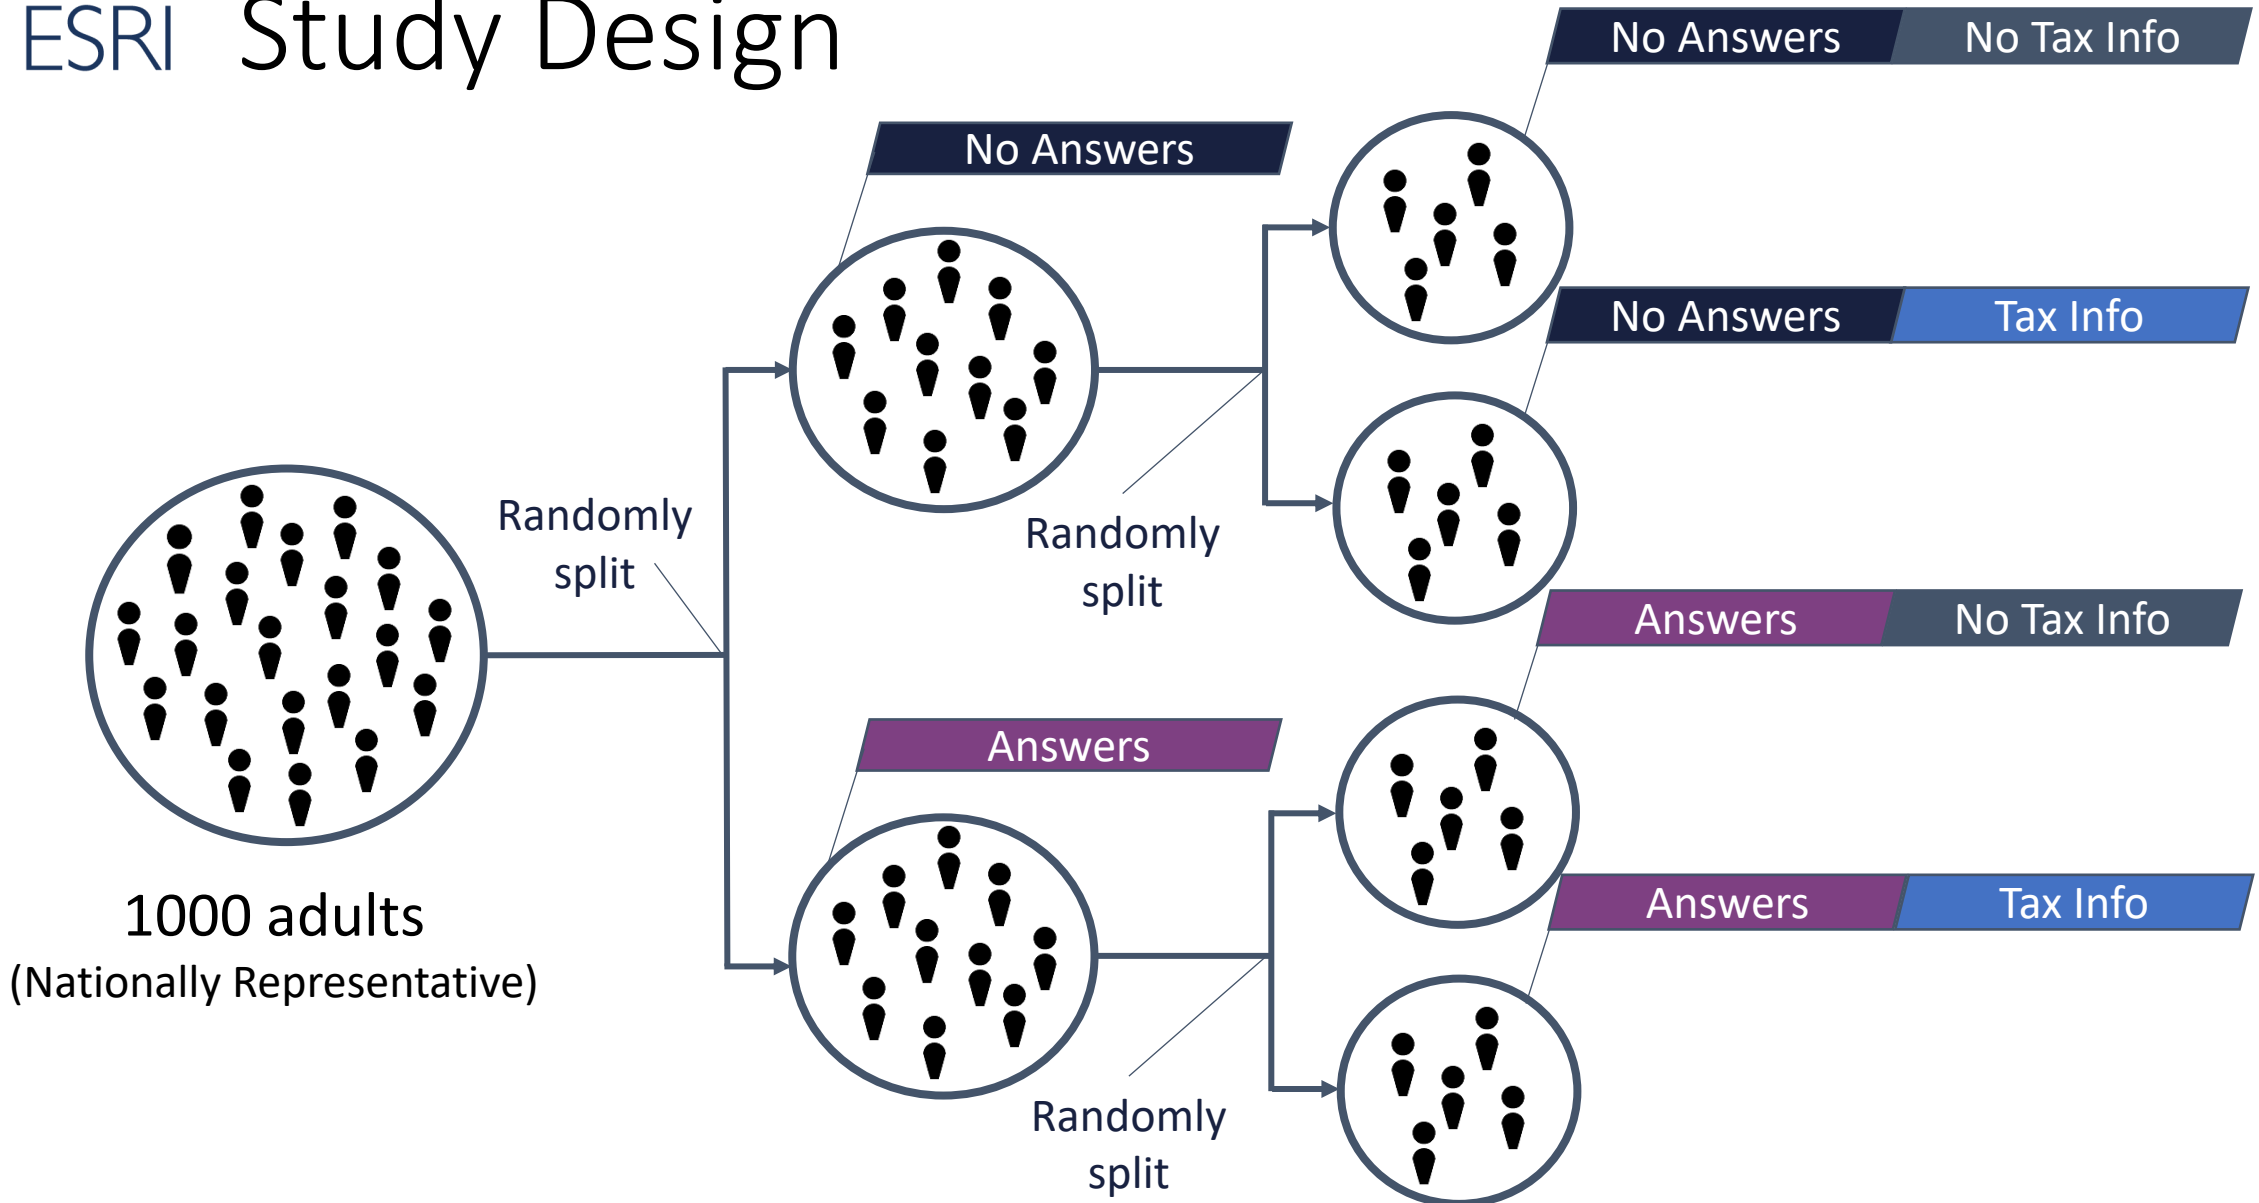 ESRI Study Design
No Answers No Tax Info
No Answers
No Answers Tax Info
Randomly
split
Randomly
split
Answers No Tax Info
Answers
Answers Tax Info
1000 adults
(Nationally Representative)
Randomly
split